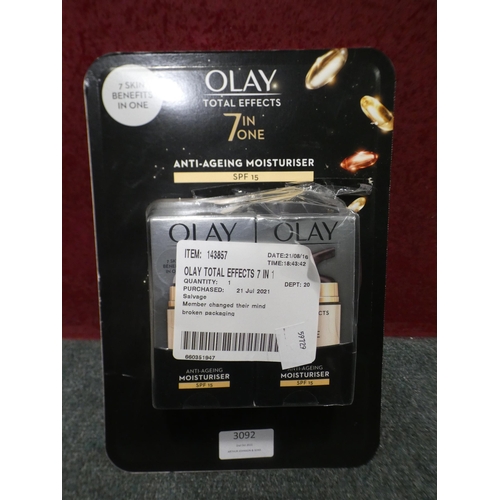 7 SKIN
BENEFITS
IN ONE
OLAY
TOTAL EFFECTS
7 IN
ONE
ANTI-AGEING MOISTURISER
SPF 15
OLAY
OLAY
ITEM: 143857
DATE:21/08/1
TIME:18:43:42
OLAY TOTAL EFFECTS 7 IN 1
QUANTITY: 1
DEPT: 20
PURCHASED: 21 Jul 2021
Salvage
Member changed their mind
broken packaging
660351947
EFFECTS
ANTI-AGEING
MOISTURISER
SPF 15
ANTI-AGEING
MOISTURISER
SPF 15
3092